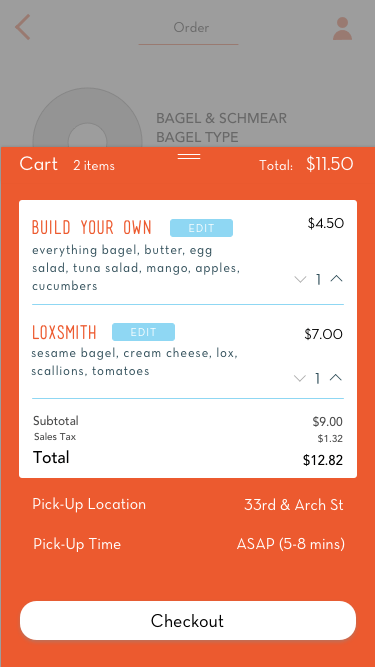 Order
BAGEL & SCHMEAR
BAGEL TYPE
Cart 2 items Total: $11.50
BUILD YOUR OWN EDIT $4.50
everything bagel, butter, egg
salad, tuna salad, mango, apples,
cucumbers
1
LOXSMITH EDIT $7.00
sesame bagel, cream cheese, lox,
scallions, tomatoes
1
Subtotal $9.00
Sales Tax $1.32
Total $12.82
Pick-Up Location 33rd & Arch St
Pick-Up Time ASAP (5-8 mins)
Checkout